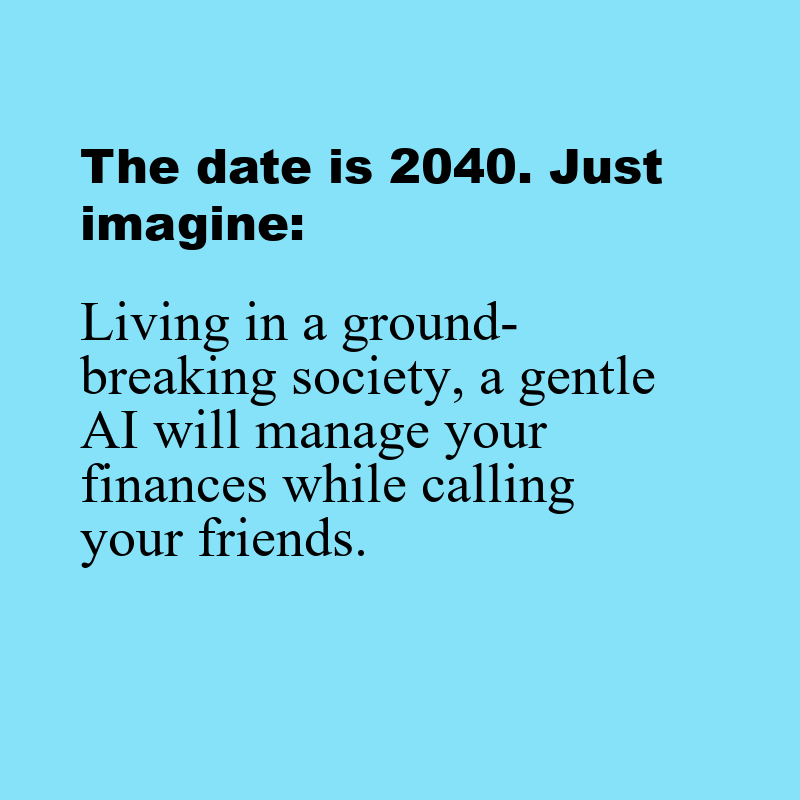 The date is 2040. Just
imagine:
Living in a ground-
breaking society, a gentle
AI will manage your
finances while calling
your friends.